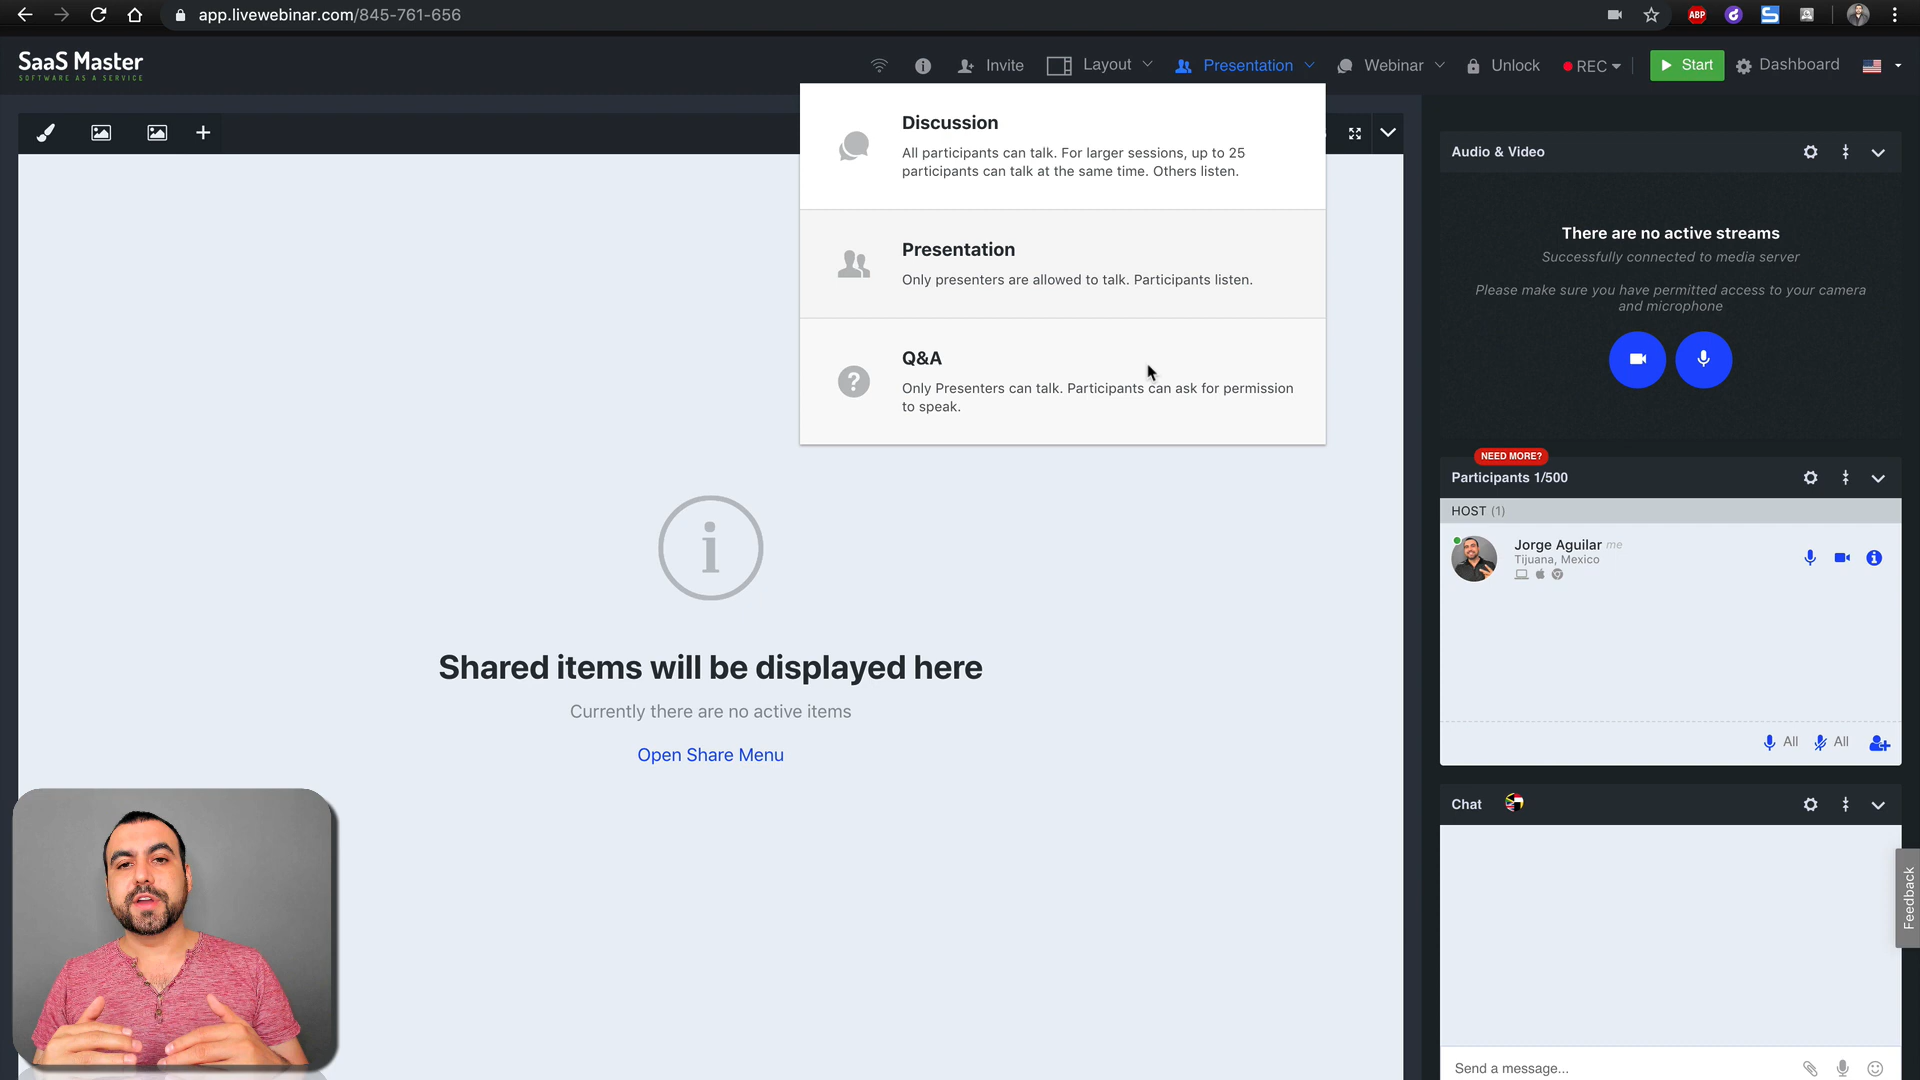 app.livewebinar.com/845-761-656
ABP
SaaS Master
SOFTWARE AS A SERVICE
Invite
Layout
Presentation
Webinar
Unlock
REC
Start
Dashboard
Discussion
All participants can talk. For larger sessions, up to 25
participants can talk at the same time. Others listen.
Presentation
Only presenters are allowed to talk. Participants listen.
Q&A
Only Presenters can talk. Participants can ask for permission
to speak.
Shared items will be displayed here
Currently there are no active items
Open Share Menu
Audio & Video
There are no active streams
Successfully connected to media server
Please make sure you have permitted access to your camera
and microphone
NEED MORE?
Participants 1/500
HOST (1)
Jorge Aguilar me
Tijuana, Mexico
All
All
Chat
Feedback
Send a message...